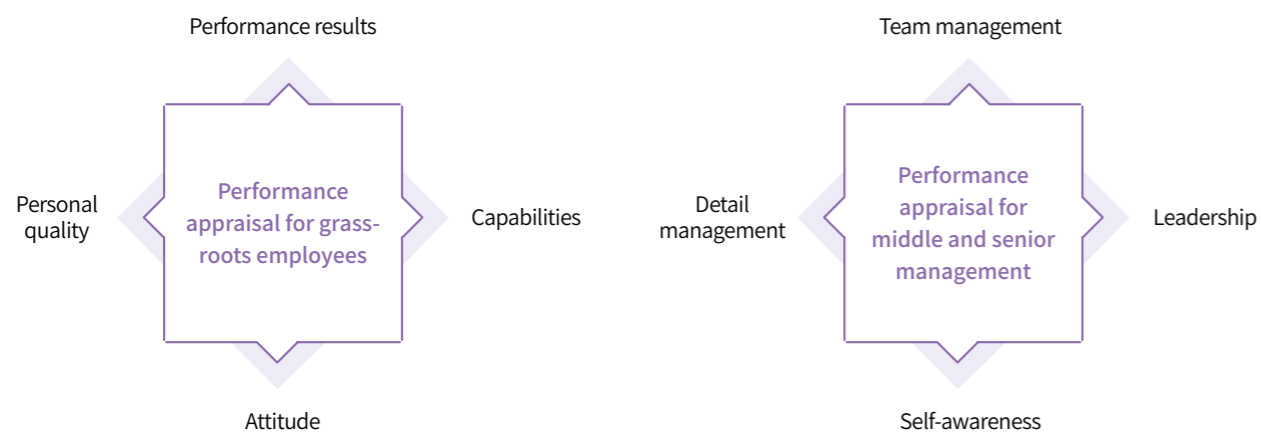 Performance results
Personal
quality
Performance
appraisal for grass-
roots employees
Capabilities
Attitude
Team management
Detail
management
Performance
appraisal for
middle and senior
management
Leadership
Self-awareness